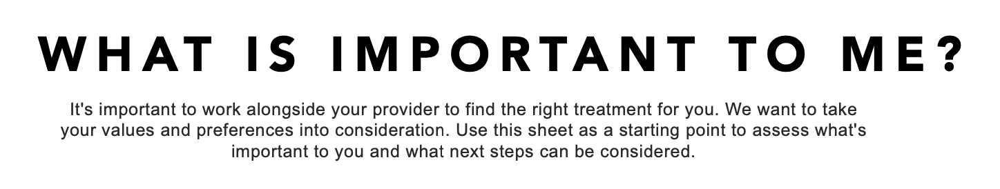 WHAT IS IMPORTANT TO ME?
It's important to work alongside your provider to find the right treatment for you. We want to take
your values and preferences into consideration. Use this sheet as a starting point to assess what's
important to you and what next steps can be considered.